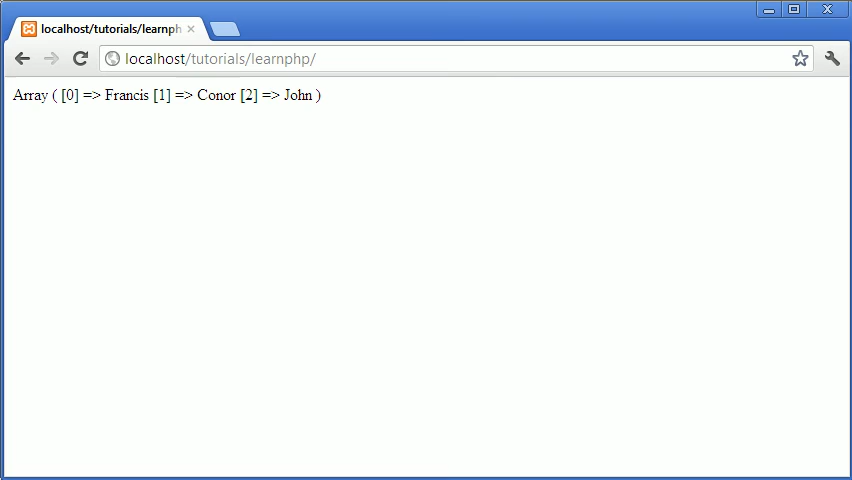 localhost/tutorials/learnph
localhost/tutorials/learnphp/
Array ( [0] => Francis [1] => Conor [2] => John )